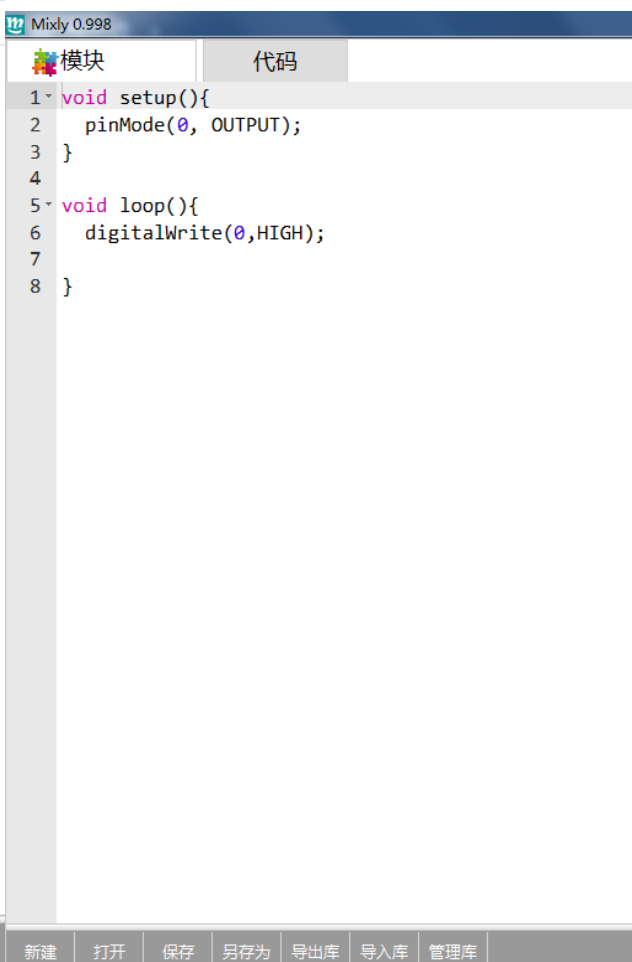 Mixly 0.998
模块 代码
1 void setup(){
2 pinMode(0, OUTPUT);
3 }
4
5 void loop(){
6 digitalWrite(0,HIGH);
7
8 }
新建 打开 保存 另存为 导出库 导入库 管理库